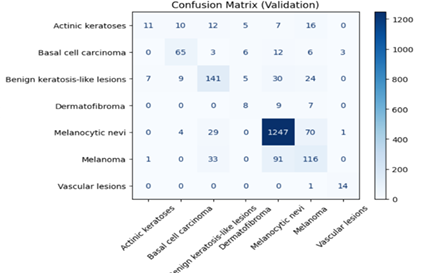 Confusion Matrix (Validation)
Actinic keratoses 11 10 12 5 7 16 0
Basal cell carcinoma 0 65 3 6 12 6 3
Benign keratosis-like lesions 7 9 141 5 30 24 0
Dermatofibroma 0 0 0 8 9 7 0
Melanocytic nevi 0 4 29 0 1247 70 1
Melanoma 1 0 33 0 91 116 0
Vascular lesions 0 0 0 0 0 1 14
Actinic keratoses
Basal cell carcinoma
enign keratosis-like lesions
Dermatofibroma
Melanocytic nevi
Melanoma
Vascular lesions
1200
1000
800
600
400
200
0